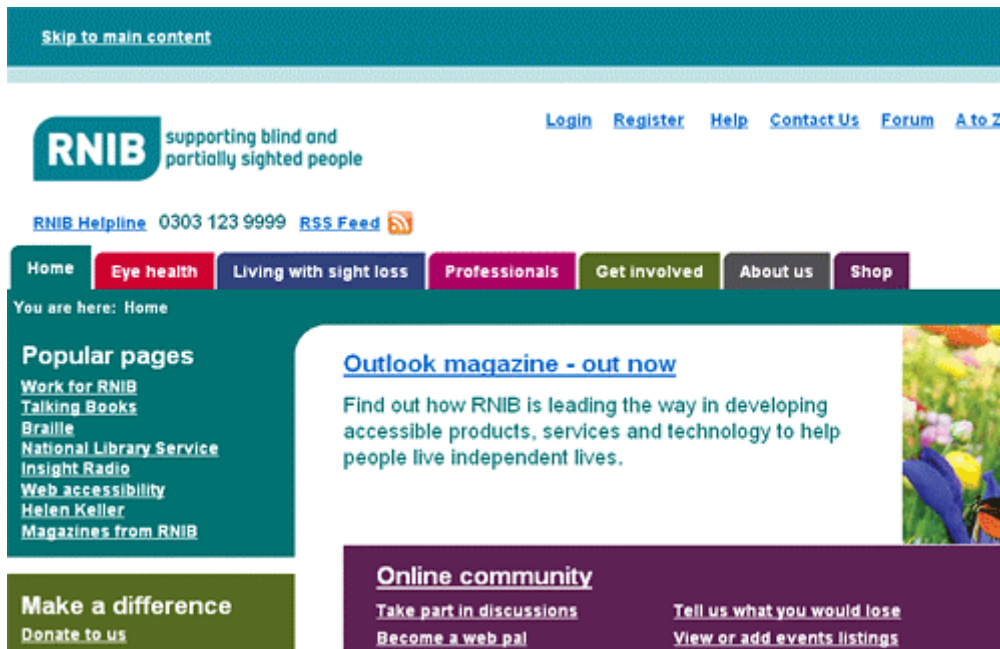 Skip to main content
Login Register Help Contact Us Forum A to Z
RNIB supporting blind and
partially sighted people
RNIB Helpline 0303 123 9999 RSS Feed
Home Eye health Living with sight loss Professionals Get involved About us Shop
You are here: Home
Popular pages
Work for RNIB
Talking Books
Braille
National Library Service
Insight Radio
Web accessibility
Helen Keller
Magazines from RNIB
Make a difference
Donate to us
Outlook magazine - out now
Find out how RNIB is leading the way in developing
accessible products, services and technology to help
people live independent lives.
Online community
Take part in discussions
Become a web pal
Tell us what you would lose
View or add events listings